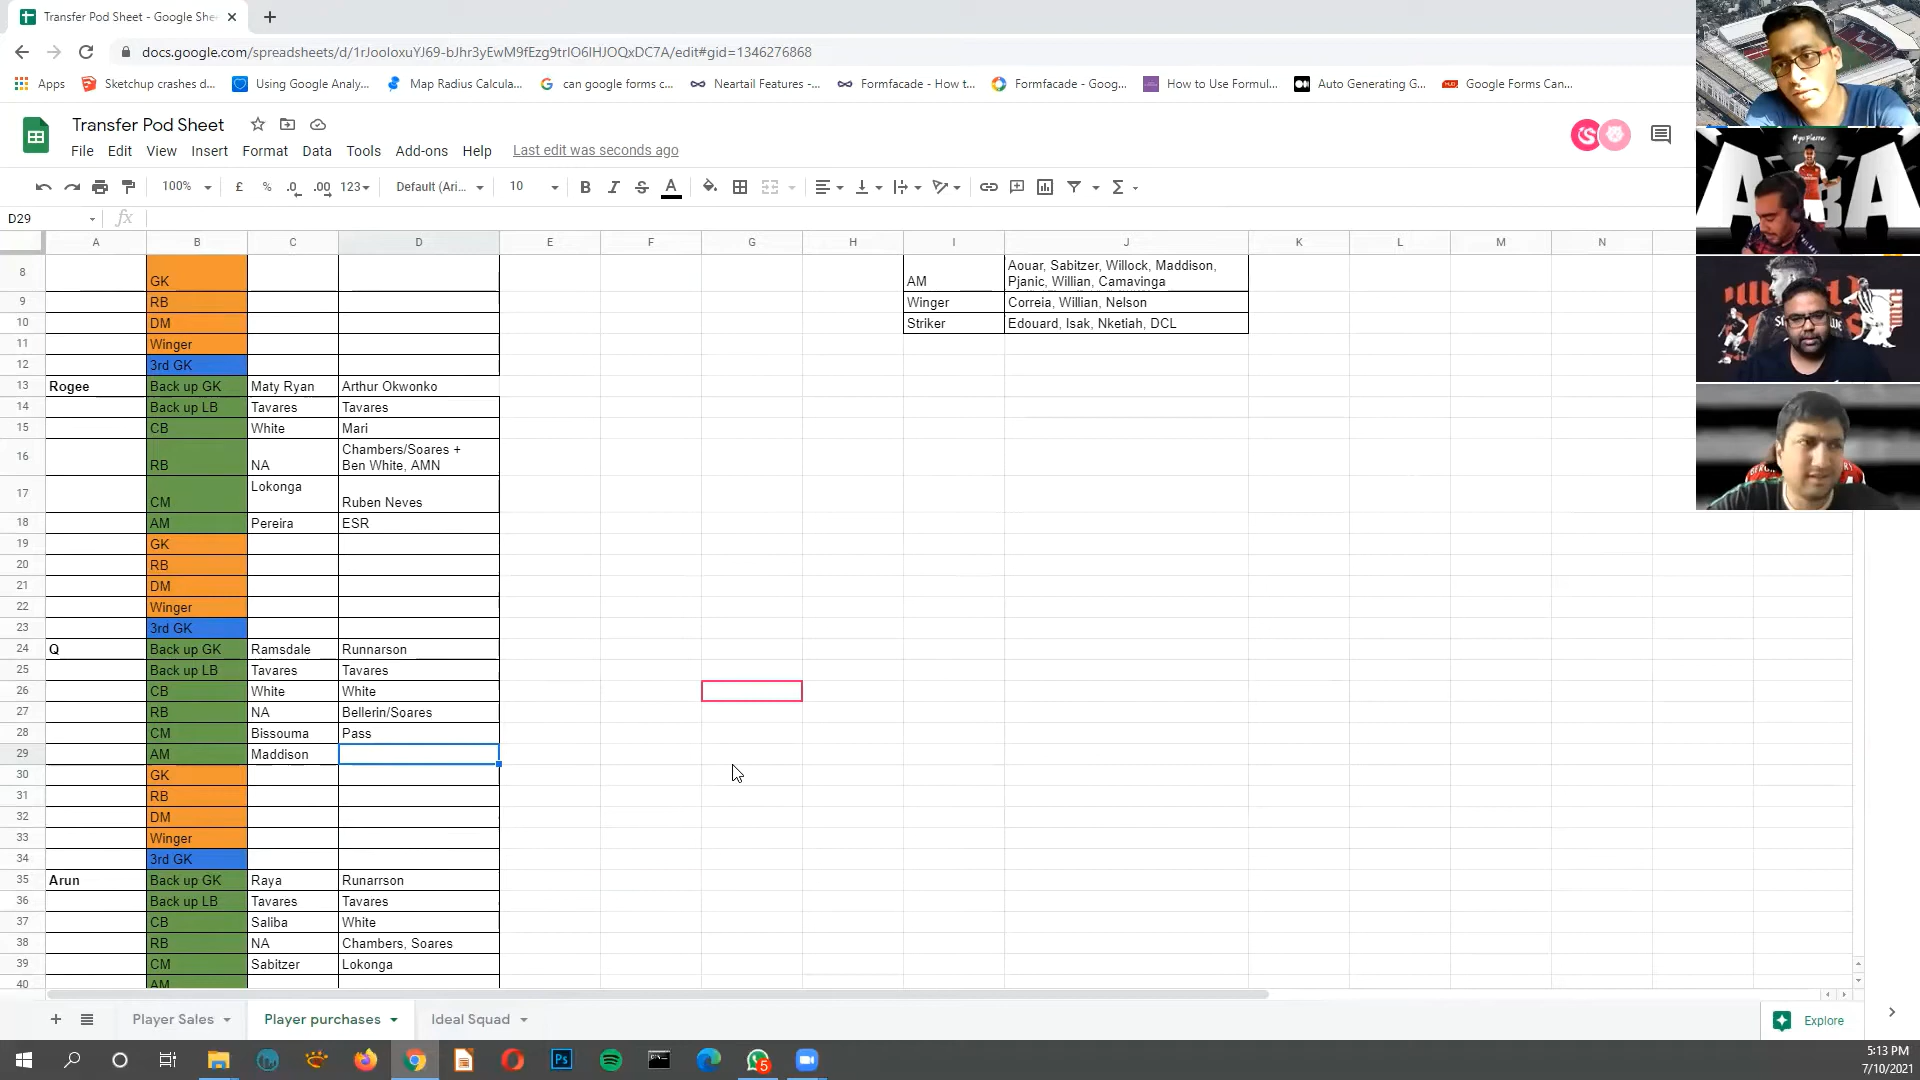 Transfer Pod Sheet - Google She
docs.google.com/spreadsheets/d/1rJooIoxuYJ69-bJhr3yEwM9fEzg9trIO6IHJOQxDC7A/edit#gid=1346276868
Apps
Sketchup crashes d...
Using Google Analy...
Map Radius Calcula...
can google forms c...
Neartail Features -...
Formfacade - How t...
Formfacade - Goog...
How to Use Formul...
Auto Generating G...
Google Forms Can...
Transfer Pod Sheet
File Edit View Insert Format Data Tools Add-ons Help Last edit was seconds ago
100% £ % .0 .00 123 Default (Ari... 10 B I S A Σ
D29 fx
A B C D E F G H I J K L M N
8 GK AM Aouar, Sabitzer, Willock, Maddison,
Pjanic, Willian, Camavinga
9 RB Winger Correia, Willian, Nelson
10 DM Striker Edouard, Isak, Nketiah, DCL
11 Winger
12 3rd GK
13 Rogee Back up GK Maty Ryan Arthur Okwonko
14 Back up LB Tavares Tavares
15 CB White Mari
16 RB NA Chambers/Soares +
Ben White, AMN
17 CM Lokonga Ruben Neves
18 AM Pereira ESR
19 GK
20 RB
21 DM
22 Winger
23 3rd GK
24 Q Back up GK Ramsdale Runnarson
25 Back up LB Tavares Tavares
26 CB White White
27 RB NA Bellerin/Soares
28 CM Bissouma Pass
29 AM Maddison
30 GK
31 RB
32 DM
33 Winger
34 3rd GK
35 Arun Back up GK Raya Runarrson
36 Back up LB Tavares Tavares
37 CB Saliba White
38 RB NA Chambers, Soares
39 CM Sabitzer Lokonga
40 AM
Player Sales Player purchases Ideal Squad
Explore
5:13 PM
7/10/2021